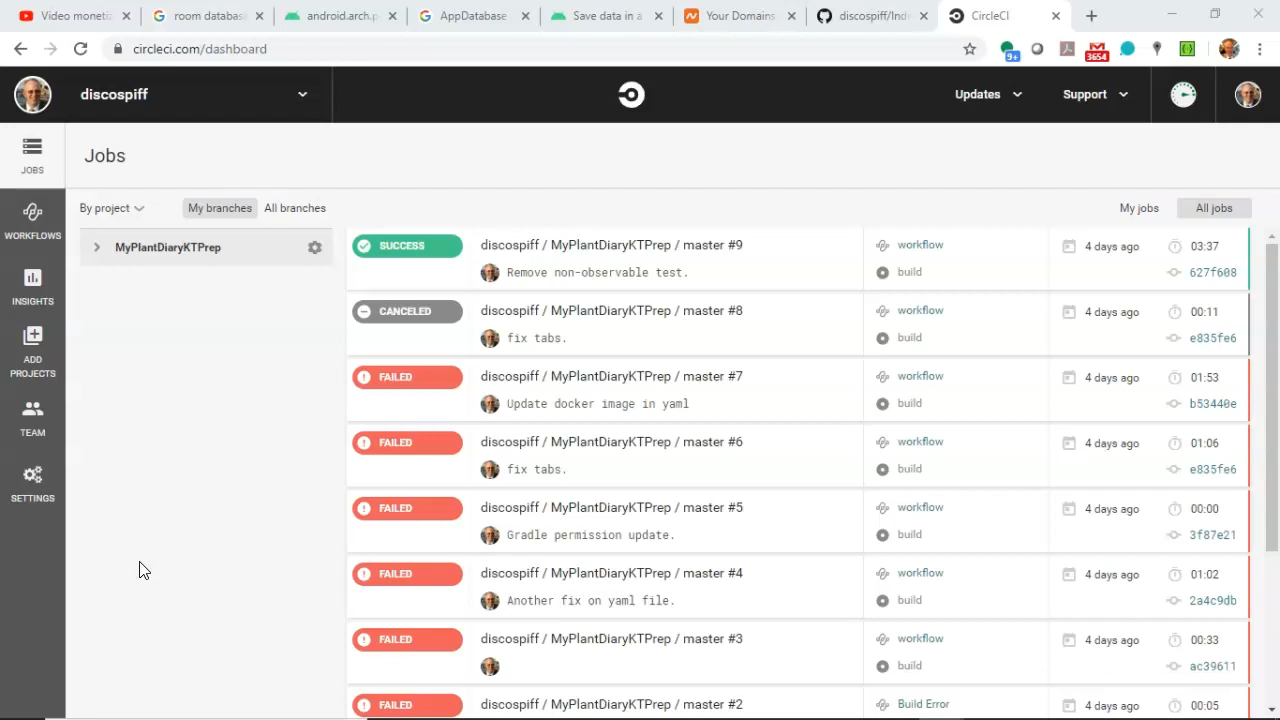 Video moneti
room databas
android.arch.p
AppDatabase
Save data in a
Your Domains
discospiff/Ind
CircleCI
circleci.com/dashboard
9+
3654
discospiff
Updates
Support
JOBS
Jobs
By project
My branches
All branches
My jobs
All jobs
WORKFLOWS
INSIGHTS
ADD
PROJECTS
TEAM
SETTINGS
MyPlantDiaryKTPrep
SUCCESS
discospiff / MyPlantDiaryKTPrep / master #9
workflow
4 days ago
03:37
Remove non-observable test.
build
627f608
CANCELED
discospiff / MyPlantDiaryKTPrep / master #8
workflow
4 days ago
00:11
fix tabs.
build
e835fe6
FAILED
discospiff / MyPlantDiaryKTPrep / master #7
workflow
4 days ago
01:53
Update docker image in yaml
build
b53440e
FAILED
discospiff / MyPlantDiaryKTPrep / master #6
workflow
4 days ago
01:06
fix tabs.
build
e835fe6
FAILED
discospiff / MyPlantDiaryKTPrep / master #5
workflow
4 days ago
00:00
Gradle permission update.
build
3f87e21
FAILED
discospiff / MyPlantDiaryKTPrep / master #4
workflow
4 days ago
01:02
Another fix on yaml file.
build
2a4c9db
FAILED
discospiff / MyPlantDiaryKTPrep / master #3
workflow
4 days ago
00:33
build
ac39611
FAILED
discospiff / MyPlantDiaryKTPrep / master #2
Build Error
4 days ago
00:05